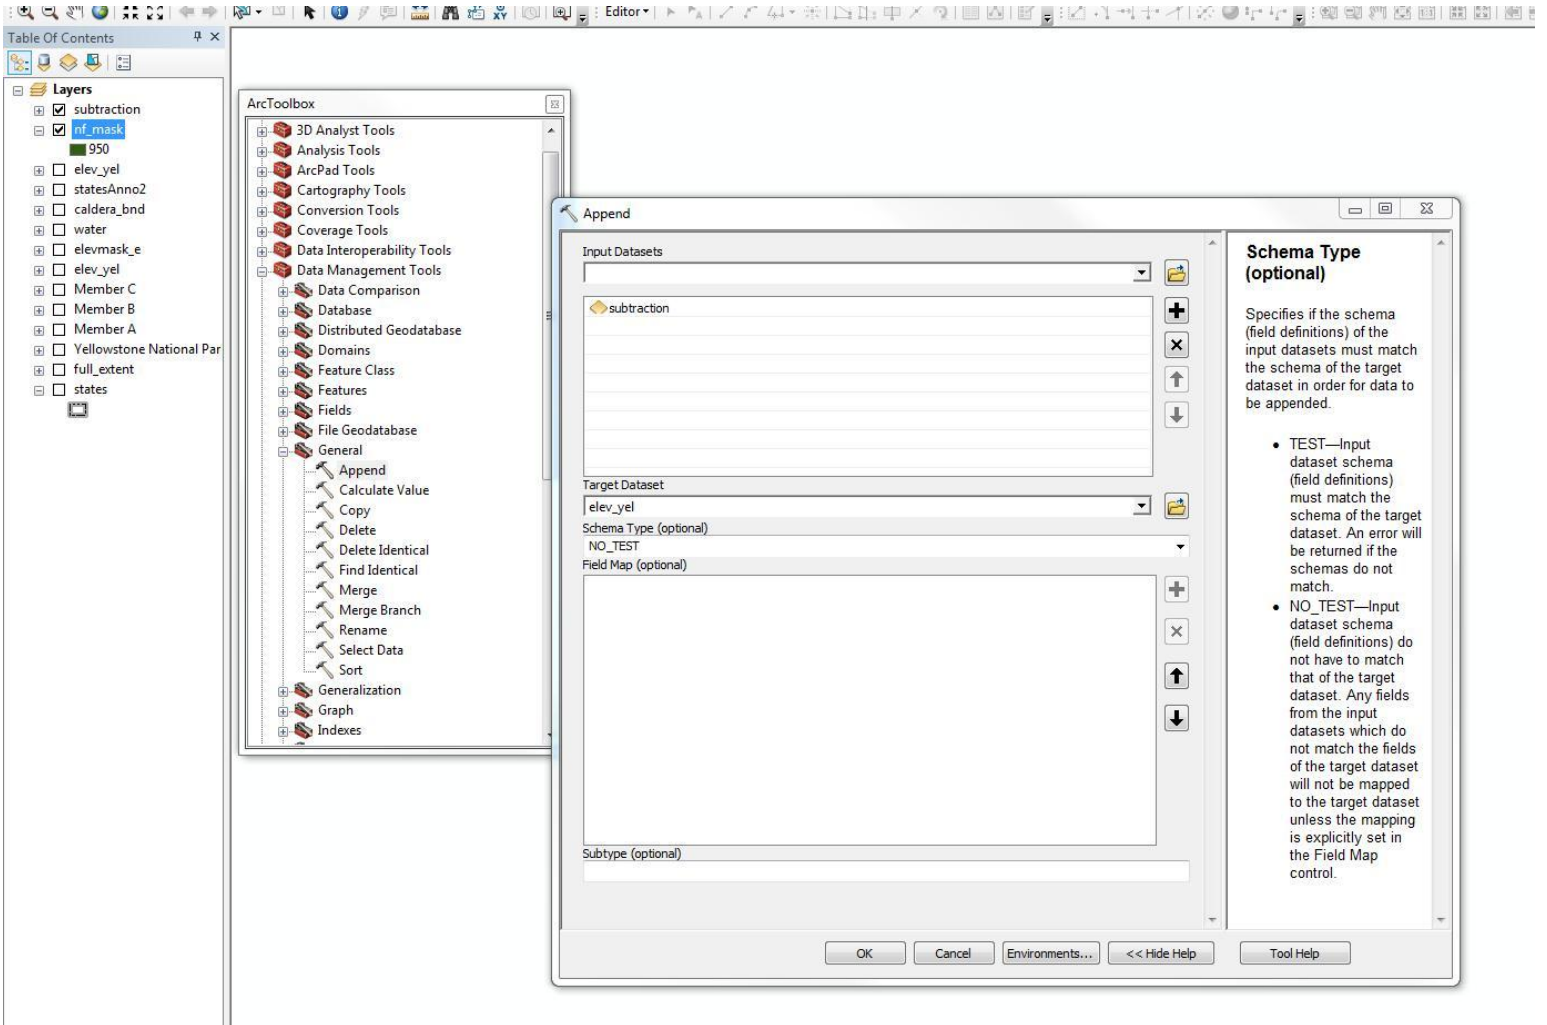 Editor
Table Of Contents
Layers
subtraction
nf_mask
950
elev_yel
statesAnno2
caldera_bnd
water
elevmask_e
elev_yel
Member C
Member B
Member A
Yellowstone National Par
full_extent
states
ArcToolbox
3D Analyst Tools
Analysis Tools
ArcPad Tools
Cartography Tools
Conversion Tools
Coverage Tools
Data Interoperability Tools
Data Management Tools
Data Comparison
Database
Distributed Geodatabase
Domains
Feature Class
Features
Fields
File Geodatabase
General
Append
Calculate Value
Copy
Delete
Delete Identical
Find Identical
Merge
Merge Branch
Rename
Select Data
Sort
Generalization
Graph
Indexes
Append
Input Datasets
subtraction
Target Dataset
elev_yel
Schema Type (optional)
NO_TEST
Field Map (optional)
Subtype (optional)
OK
Cancel
Environments...
<< Hide Help
Tool Help
Schema Type
(optional)
Specifies if the schema
(field definitions) of the
input datasets must match
the schema of the target
dataset in order for data to
be appended.
• TEST—Input
dataset schema
(field definitions)
must match the
schema of the target
dataset. An error will
be returned if the
schemas do not
match.
• NO_TEST—Input
dataset schema
(field definitions) do
not have to match
that of the target
dataset. Any fields
from the input
datasets which do
not match the fields
of the target dataset
will not be mapped
to the target dataset
unless the mapping
is explicitly set in
the Field Map
control.